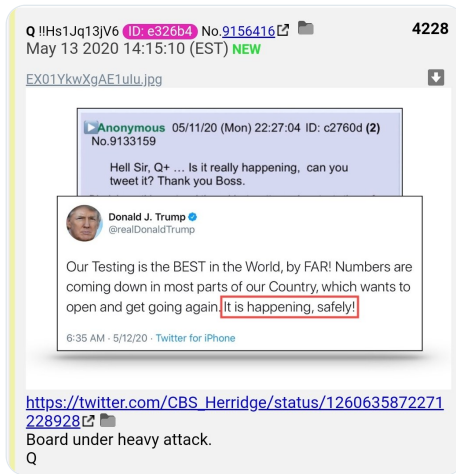 Q !!Hs1Jq13jV6 ID: e326b4 No.9156416 4228
May 13 2020 14:15:10 (EST) NEW
EX01YkwXgAE1ulu.jpg
Anonymous 05/11/20 (Mon) 22:27:04 ID: c2760d (2)
No.9133159
Hell Sir, Q+ ... Is it really happening, can you
tweet it? Thank you Boss.
Donald J. Trump
@realDonaldTrump
Our Testing is the BEST in the World, by FAR! Numbers are
coming down in most parts of our Country, which wants to
open and get going again. It is happening, safely!
6:35 AM · 5/12/20 · Twitter for iPhone
https://twitter.com/CBS_Herridge/status/1260635872271
228928
Board under heavy attack.
Q